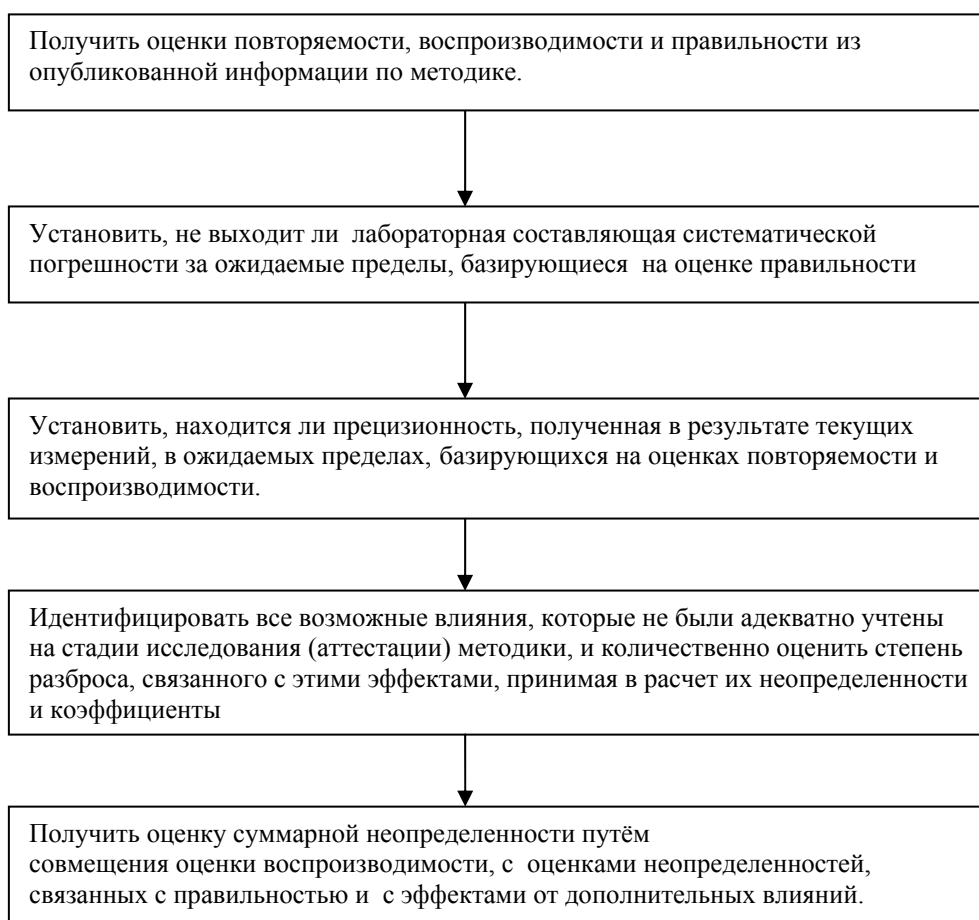 Получить оценки повторяемости, воспроизводимости и правильности из
опубликованной информации по методике.
Установить, не выходит ли лабораторная составляющая систематической
погрешности за ожидаемые пределы, базирующиеся на оценке правильности
Установить, находится ли прецизионность, полученная в результате текущих
измерений, в ожидаемых пределах, базирующихся на оценках повторяемости и
воспроизводимости.
Идентифицировать все возможные влияния, которые не были адекватно учтены
на стадии исследования (аттестации) методики, и количественно оценить степень
разброса, связанного с этими эффектами, принимая в расчет их неопределенности
и коэффициенты
Получить оценку суммарной неопределенности путём
совмещения оценки воспроизводимости, с оценками неопределенностей,
связанных с правильностью и с эффектами от дополнительных влияний.